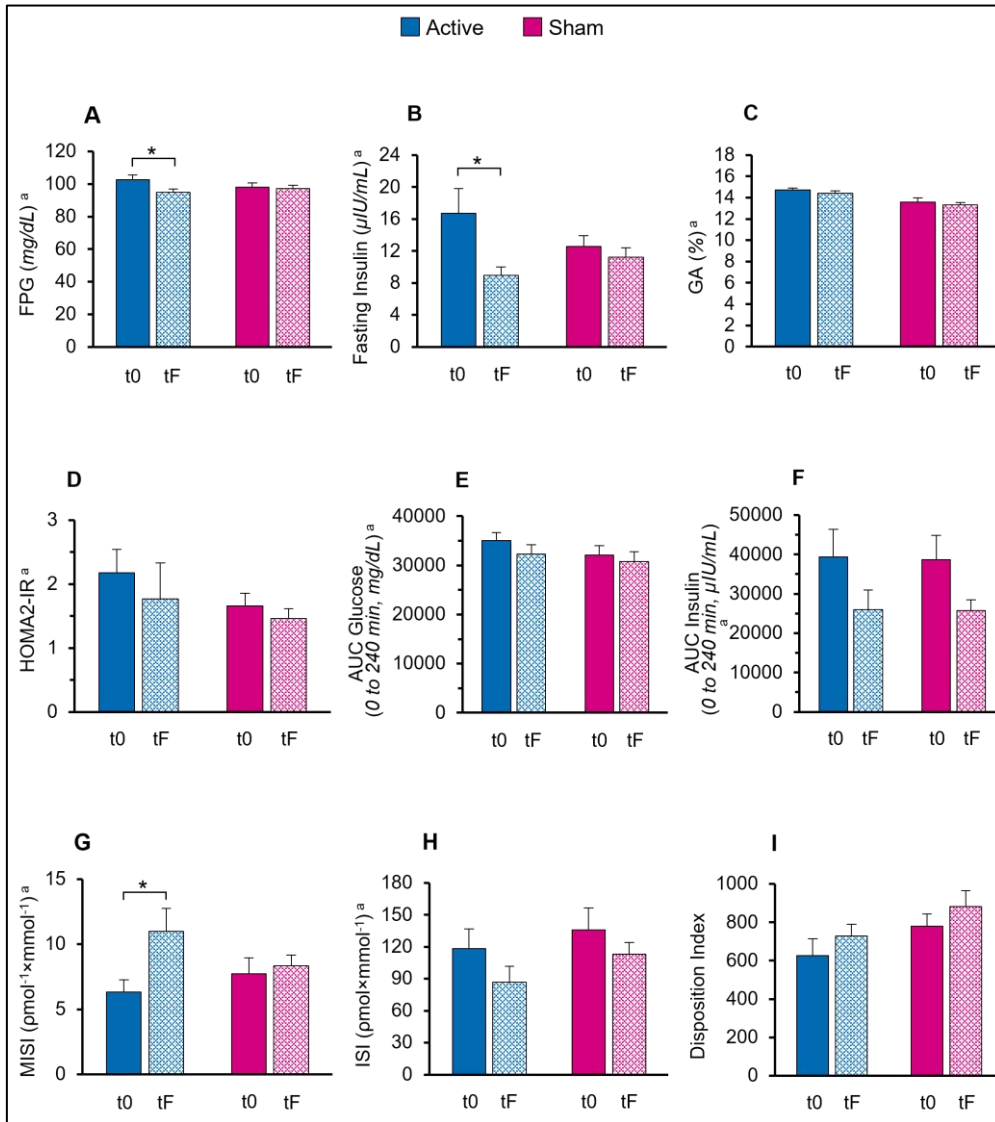 Active Sham
A
FPG (mg/dL) a
120
100
80
60
40
20
0
*
t0 tF t0 tF
B
Fasting Insulin (µIU/mL) a
24
20
16
12
8
4
0
*
t0 tF t0 tF
C
GA (%) a
18
16
14
12
10
8
6
4
2
0
t0 tF t0 tF
D
HOMA2-IR a
3
2
1
0
t0 tF t0 tF
E
AUC Glucose
(0 to 240 min, mg/dL) a
40000
30000
20000
10000
0
t0 tF t0 tF
F
AUC Insulin
(0 to 240 min, µIU/mL)
a
50000
40000
30000
20000
10000
0
t0 tF t0 tF
G
MISI (ρmol⁻¹×mmol⁻¹) a
15
10
5
0
*
t0 tF t0 tF
H
ISI (ρmol×mmol⁻¹) a
180
150
120
90
60
30
0
t0 tF t0 tF
I
Disposition Index
1000
800
600
400
200
0
t0 tF t0 tF